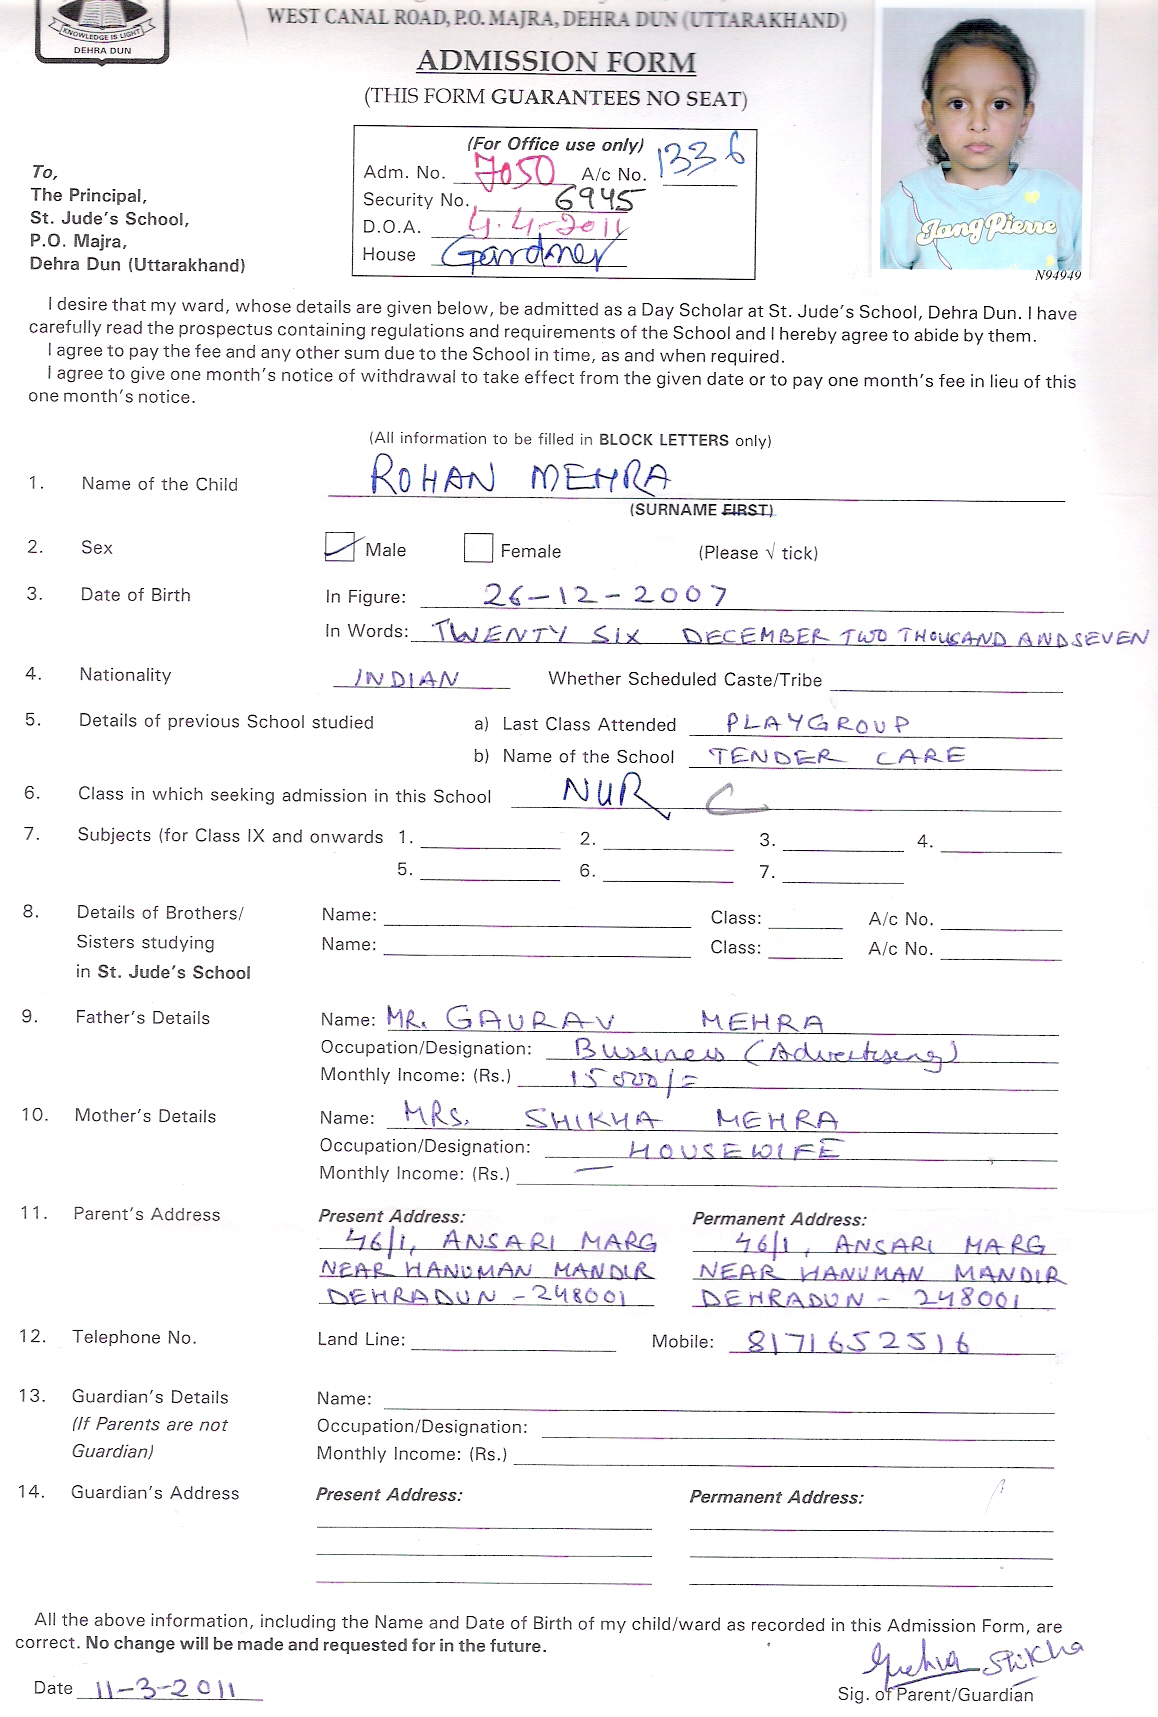 KNOWLEDGE IS LIGHT
DEHRA DUN
WEST CANAL ROAD, P.O. MAJRA, DEHRA DUN (UTTARAKHAND)
ADMISSION FORM
(THIS FORM GUARANTEES NO SEAT)
(For Office use only)
Adm. No. 7050 A/c No. 1336
Security No. 6945
D.O.A. 4.4-2011
House Gardner
To,
The Principal,
St. Jude's School,
P.O. Majra,
Dehra Dun (Uttarakhand)
Jang Pierre
N94949
I desire that my ward, whose details are given below, be admitted as a Day Scholar at St. Jude's School, Dehra Dun. I have
carefully read the prospectus containing regulations and requirements of the School and I hereby agree to abide by them.
I agree to pay the fee and any other sum due to the School in time, as and when required.
I agree to give one month's notice of withdrawal to take effect from the given date or to pay one month's fee in lieu of this
one month's notice.
(All information to be filled in BLOCK LETTERS only)
1. Name of the Child ROHAN MEHRA
(SURNAME FIRST)
2. Sex Male Female (Please √ tick)
3. Date of Birth In Figure: 26-12-2007
In Words: TWENTY SIX DECEMBER TWO THOUSAND AND SEVEN
4. Nationality INDIAN Whether Scheduled Caste/Tribe
5. Details of previous School studied a) Last Class Attended PLAYGROUP
b) Name of the School TENDER CARE
6. Class in which seeking admission in this School NUR C
7. Subjects (for Class IX and onwards 1. 2. 3. 4.
5. 6. 7.
8. Details of Brothers/ Name: Class: A/c No.
Sisters studying Name: Class: A/c No.
in St. Jude's School
9. Father's Details Name: MR. GAURAV MEHRA
Occupation/Designation: Bussiness (Advertising)
Monthly Income: (Rs.) 15000/=
10. Mother's Details Name: MRS. SHIKHA MEHRA
Occupation/Designation: HOUSEWIFE
Monthly Income: (Rs.) —
11. Parent's Address Present Address: Permanent Address:
46/1, ANSARI MARG 46/1, ANSARI MARG
NEAR HANUMAN MANDIR NEAR HANUMAN MANDIR
DEHRADUN - 248001 DEHRADUN - 248001
12. Telephone No. Land Line: Mobile: 8171652516
13. Guardian's Details Name:
(If Parents are not Occupation/Designation:
Guardian) Monthly Income: (Rs.)
14. Guardian's Address Present Address: Permanent Address:
All the above information, including the Name and Date of Birth of my child/ward as recorded in this Admission Form, are
correct. No change will be made and requested for in the future.
Mehra Shikha
Date 11-3-2011 Sig. of Parent/Guardian